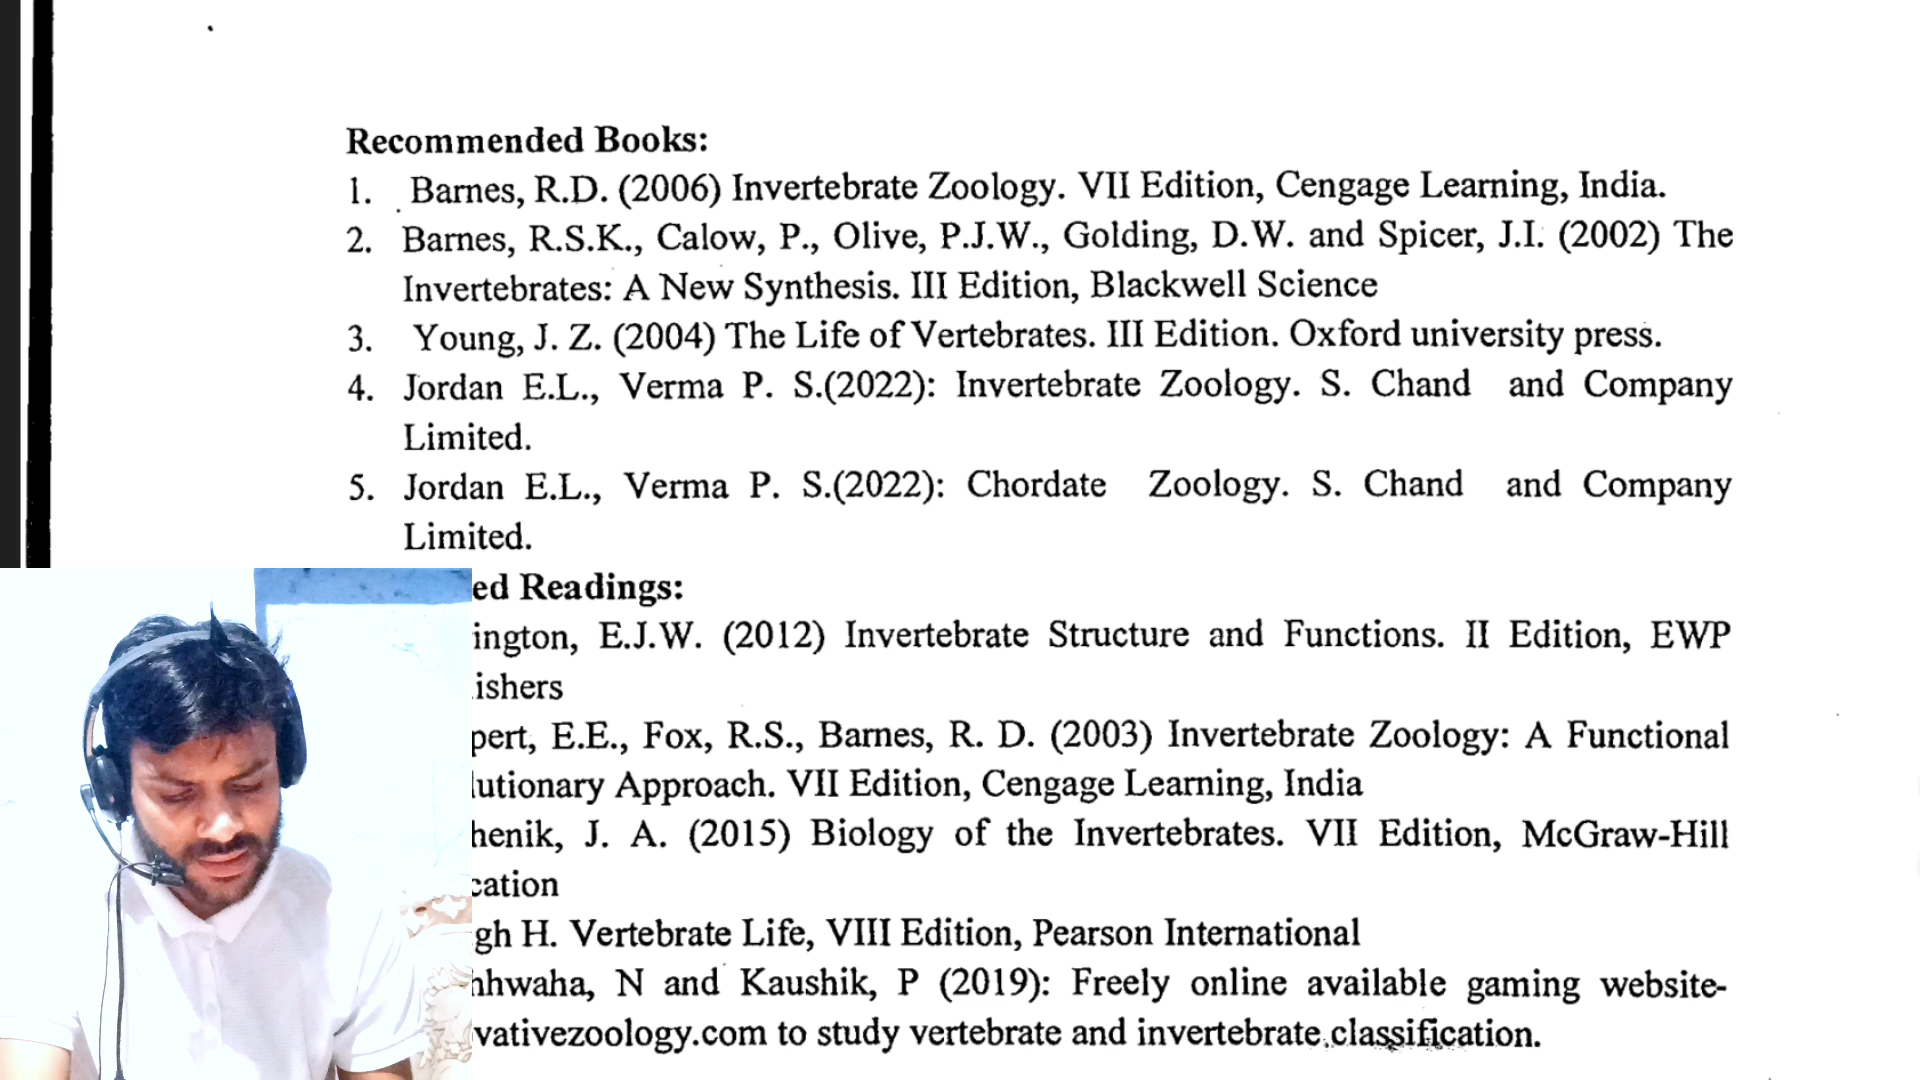 Recommended Books:
1. Barnes, R.D. (2006) Invertebrate Zoology. VII Edition, Cengage Learning, India.
2. Barnes, R.S.K., Calow, P., Olive, P.J.W., Golding, D.W. and Spicer, J.I. (2002) The
Invertebrates: A New Synthesis. III Edition, Blackwell Science
3. Young, J. Z. (2004) The Life of Vertebrates. III Edition. Oxford university press.
4. Jordan E.L., Verma P. S.(2022): Invertebrate Zoology. S. Chand and Company
Limited.
5. Jordan E.L., Verma P. S.(2022): Chordate Zoology. S. Chand and Company
Limited.
ed Readings:
ington, E.J.W. (2012) Invertebrate Structure and Functions. II Edition, EWP
ishers
pert, E.E., Fox, R.S., Barnes, R. D. (2003) Invertebrate Zoology: A Functional
lutionary Approach. VII Edition, Cengage Learning, India
henik, J. A. (2015) Biology of the Invertebrates. VII Edition, McGraw-Hill
cation
gh H. Vertebrate Life, VIII Edition, Pearson International
hhwaha, N and Kaushik, P (2019): Freely online available gaming website-
vativezoology.com to study vertebrate and invertebrate classification.